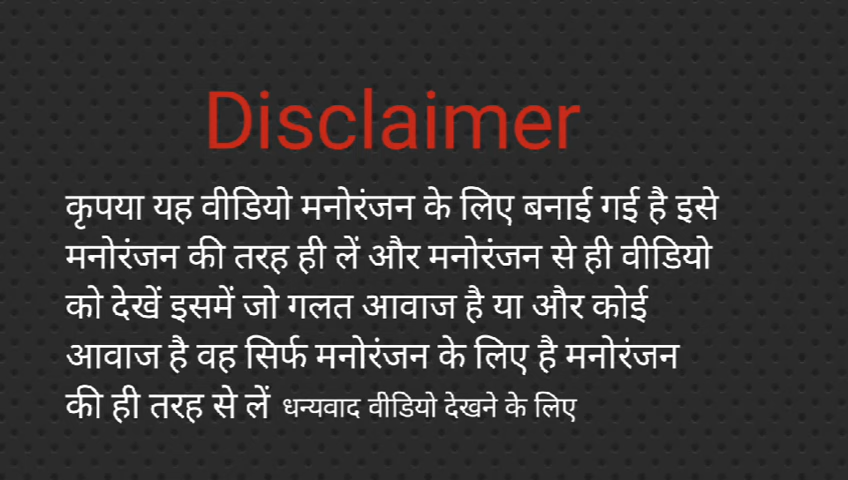 Disclaimer
कृपया यह वीडियो मनोरंजन के लिए बनाई गई है इसे
मनोरंजन की तरह ही लें और मनोरंजन से ही वीडियो
को देखें इसमें जो गलत आवाज है या और कोई
आवाज है वह सिर्फ मनोरंजन के लिए है मनोरंजन
की ही तरह से लें धन्यवाद वीडियो देखने के लिए